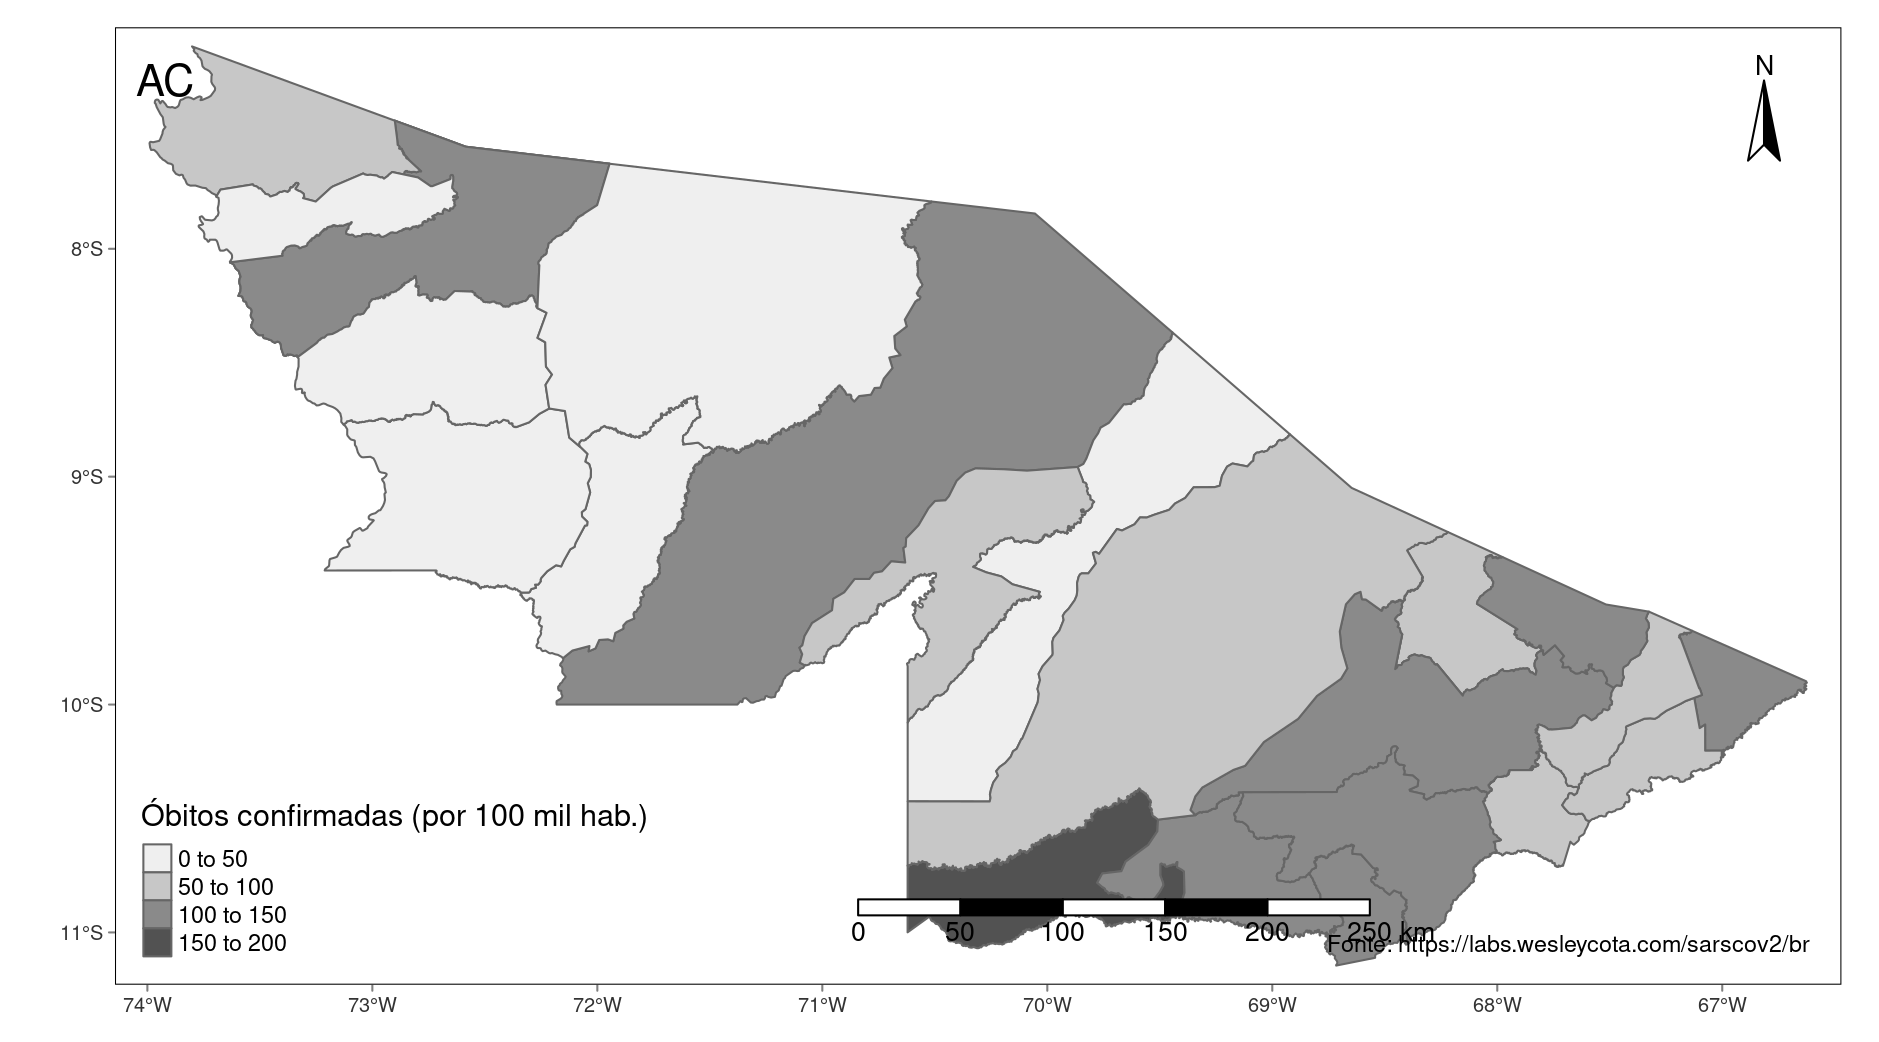 AC
N
8°S
9°S
10°S
11°S
Óbitos confirmadas (por 100 mil hab.)
0 to 50
50 to 100
100 to 150
150 to 200
0 50 100 150 200 250 km
Fonte: https://labs.wesleycota.com/sarscov2/br
74°W 73°W 72°W 71°W 70°W 69°W 68°W 67°W